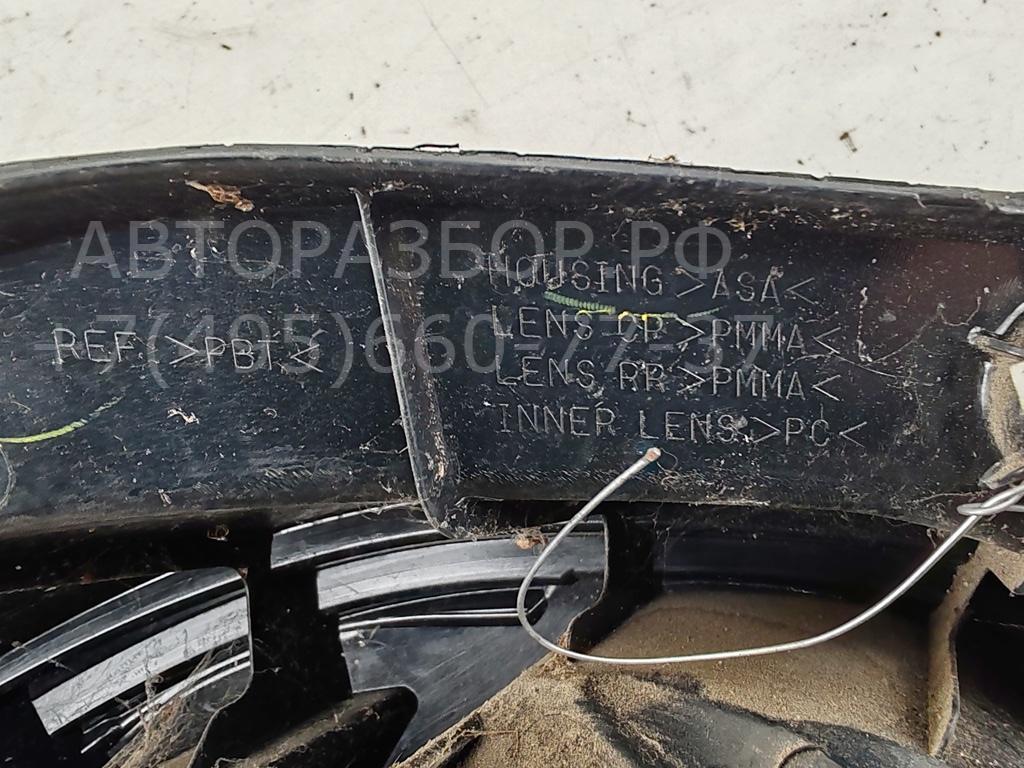 АВТОРАЗБОР.РФ
+7(495)660-77-37
REF. >PBT<
HOUSING >ASA<
LENS CP >PMMA<
LENS RR >PMMA<
INNER LENS >PC<